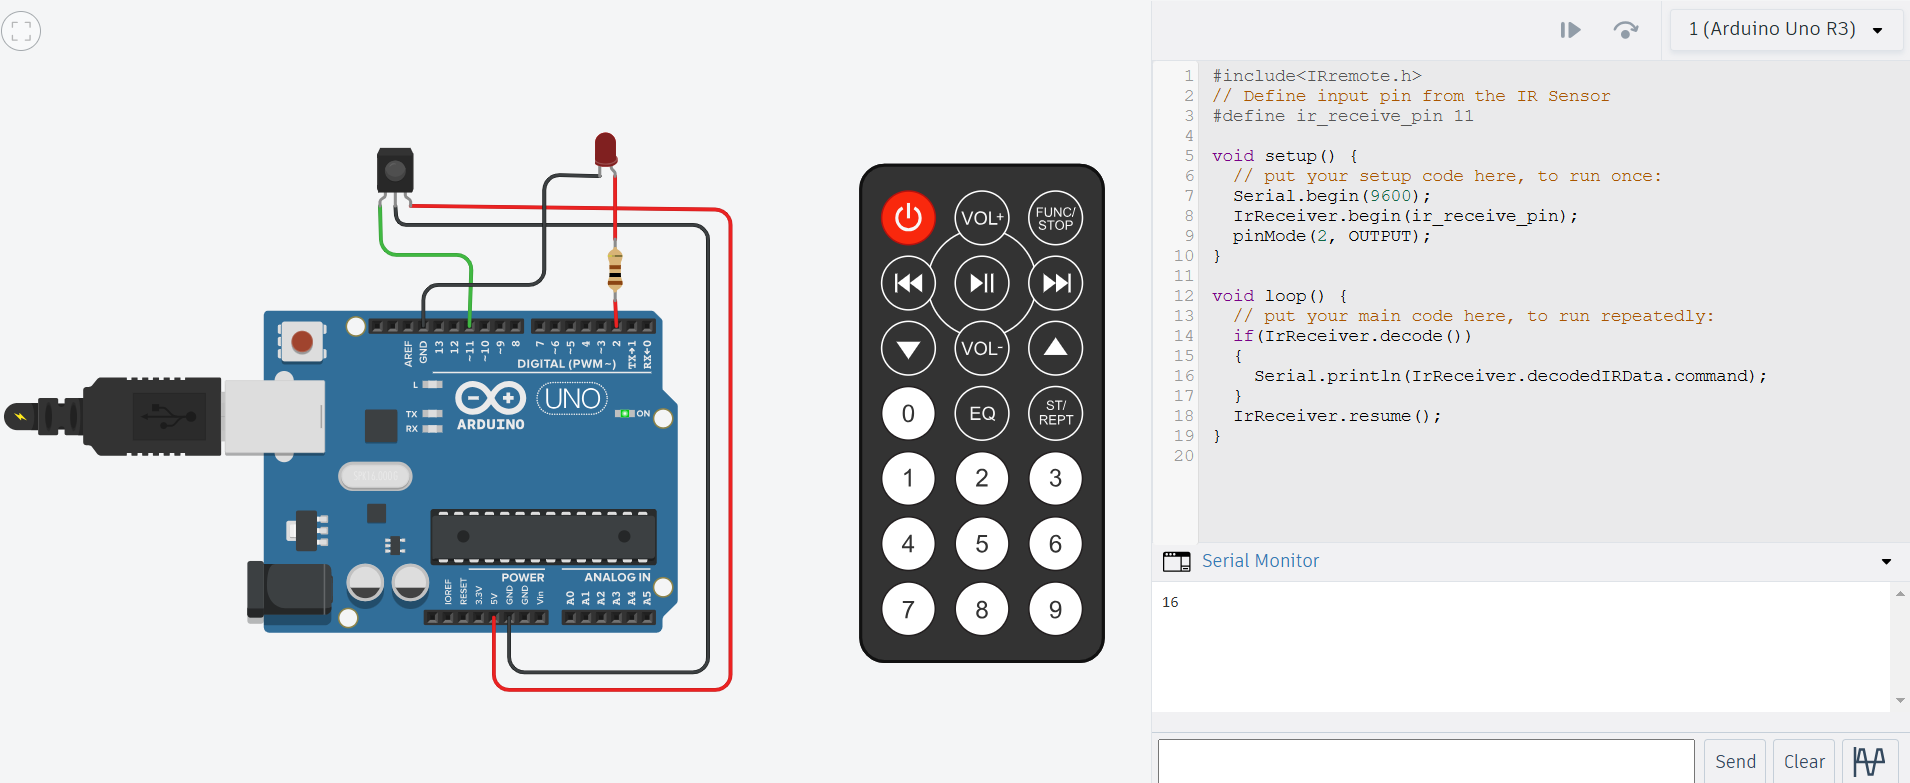 1 (Arduino Uno R3)
1 #include<IRremote.h>
2 // Define input pin from the IR Sensor
3 #define ir_receive_pin 11
4
5 void setup() {
6 // put your setup code here, to run once:
7 Serial.begin(9600);
8 IrReceiver.begin(ir_receive_pin);
9 pinMode(2, OUTPUT);
10 }
11
12 void loop() {
13 // put your main code here, to run repeatedly:
14 if(IrReceiver.decode())
15 {
16 Serial.println(IrReceiver.decodedIRData.command);
17 }
18 IrReceiver.resume();
19 }
20
Serial Monitor
16
Send Clear
AREF GND 13 12 ~11 ~10 ~9 8 7 ~6 ~5 4 ~3 2 TX→1 RX←0
DIGITAL (PWM~)
L
TX
RX
UNO
ARDUINO
ON
POWER ANALOG IN
IOREF RESET 3.3V 5V GND GND Vin A0 A1 A2 A3 A4 A5
VOL+ FUNC/
STOP
VOL-
0 EQ ST/
REPT
1 2 3
4 5 6
7 8 9